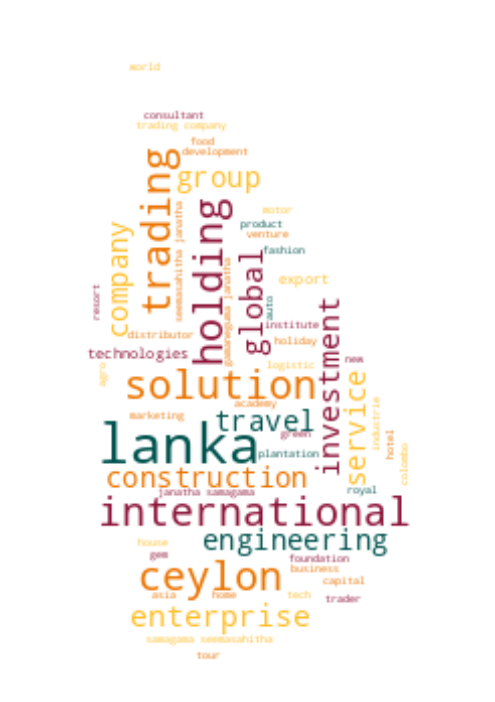 world
consultant
trading company
food
development
trading
group
holding
seemasahitha janatha
motor
product
venture
company
global
fashion
gamaneguma janatha
export
resort
auto
institute
investment
distributor
holiday
technologies
new
logistic
agro
solution
service
academy
industrie
marketing
travel
lanka
green
hotel
plantation
colombo
construction
janatha samagama
royal
international
engineering
house
gem
foundation
business
ceylon
capital
asia
home
tech
trader
enterprise
samagama seemasahitha
tour